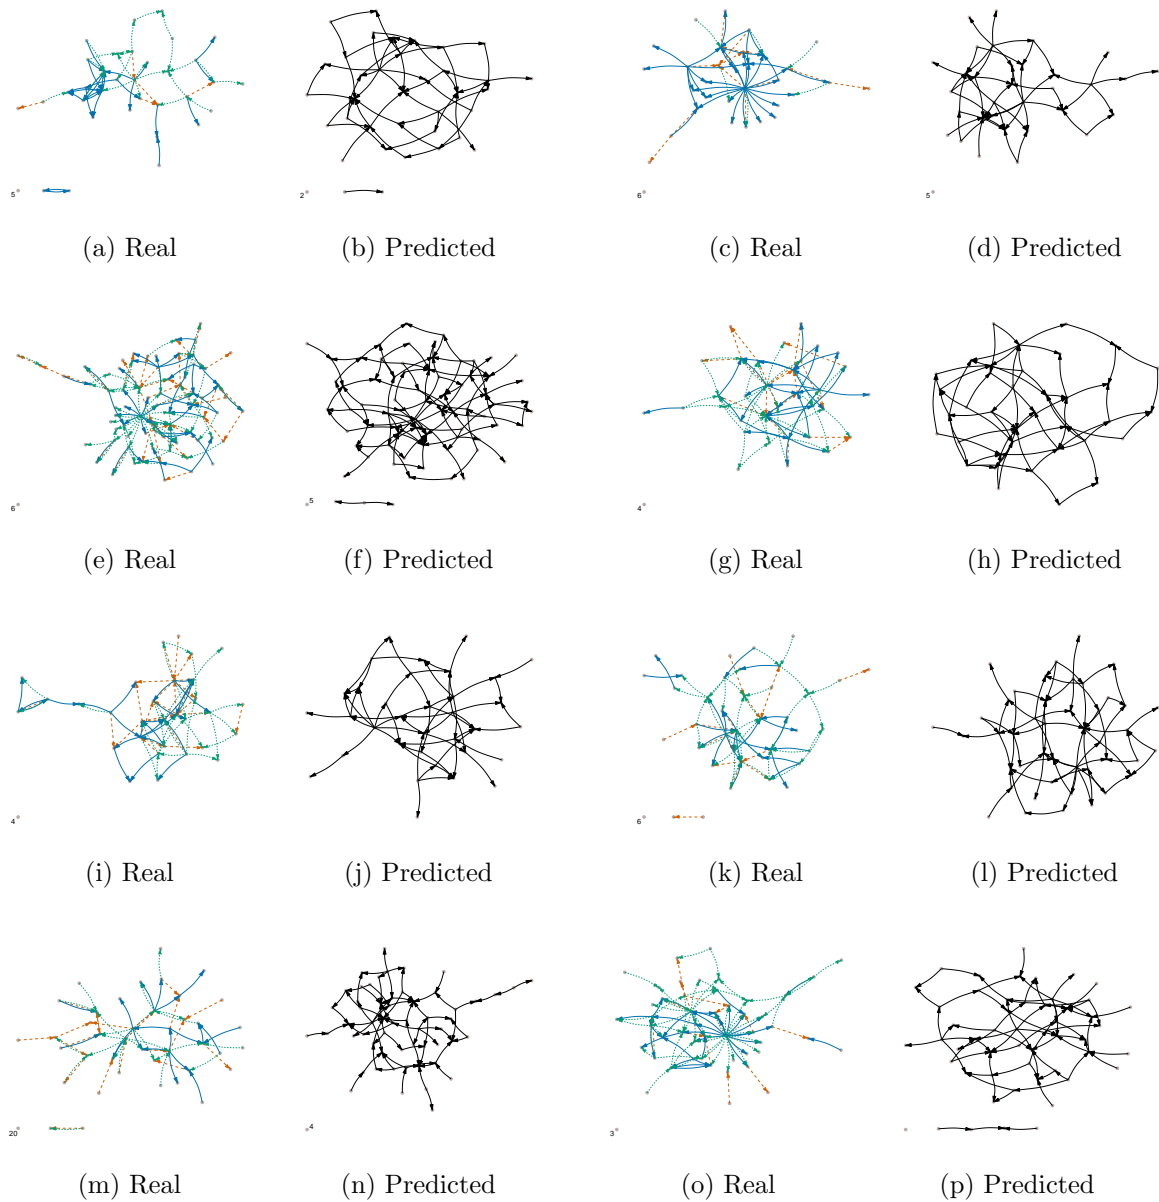 5 2 6 5
(a) Real (b) Predicted (c) Real (d) Predicted
6 5 4
(e) Real (f) Predicted (g) Real (h) Predicted
4 6
(i) Real (j) Predicted (k) Real (l) Predicted
20 4 3
(m) Real (n) Predicted (o) Real (p) Predicted